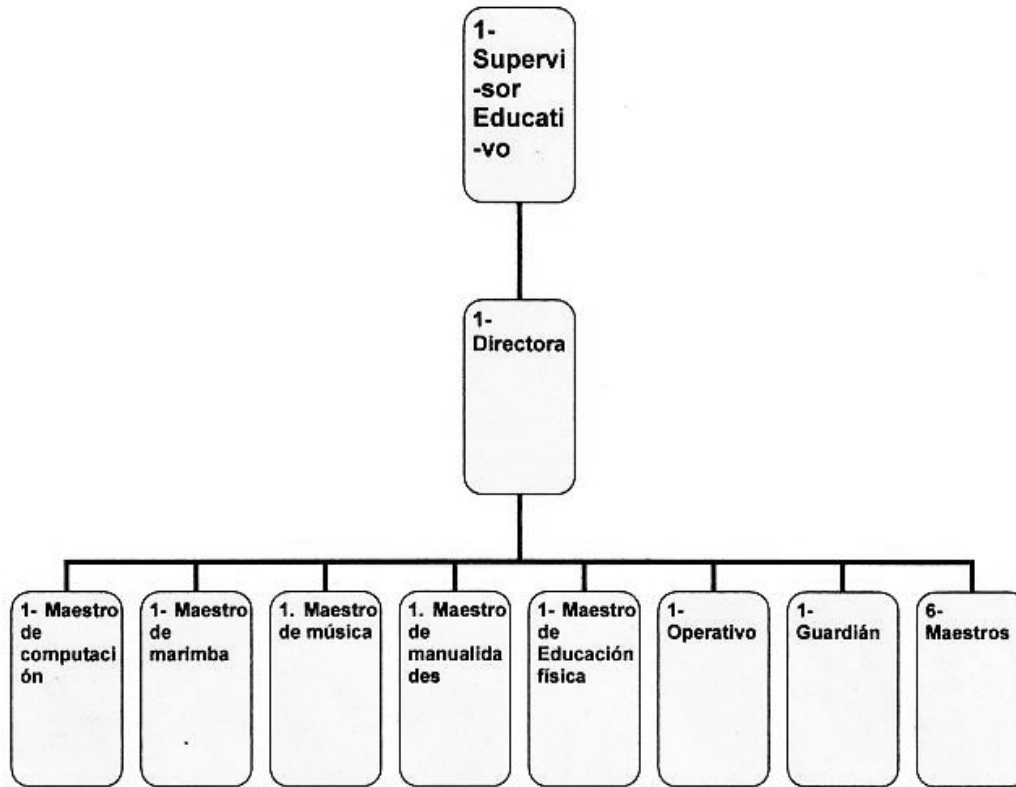 1-
Supervi
-sor
Educati
-vo
1-
Directora
1- Maestro
de
computaci
ón
1- Maestro
de
marimba
1. Maestro
de música
1. Maestro
de
manualida
des
1- Maestro
de
Educación
física
1-
Operativo
1-
Guardián
6-
Maestros